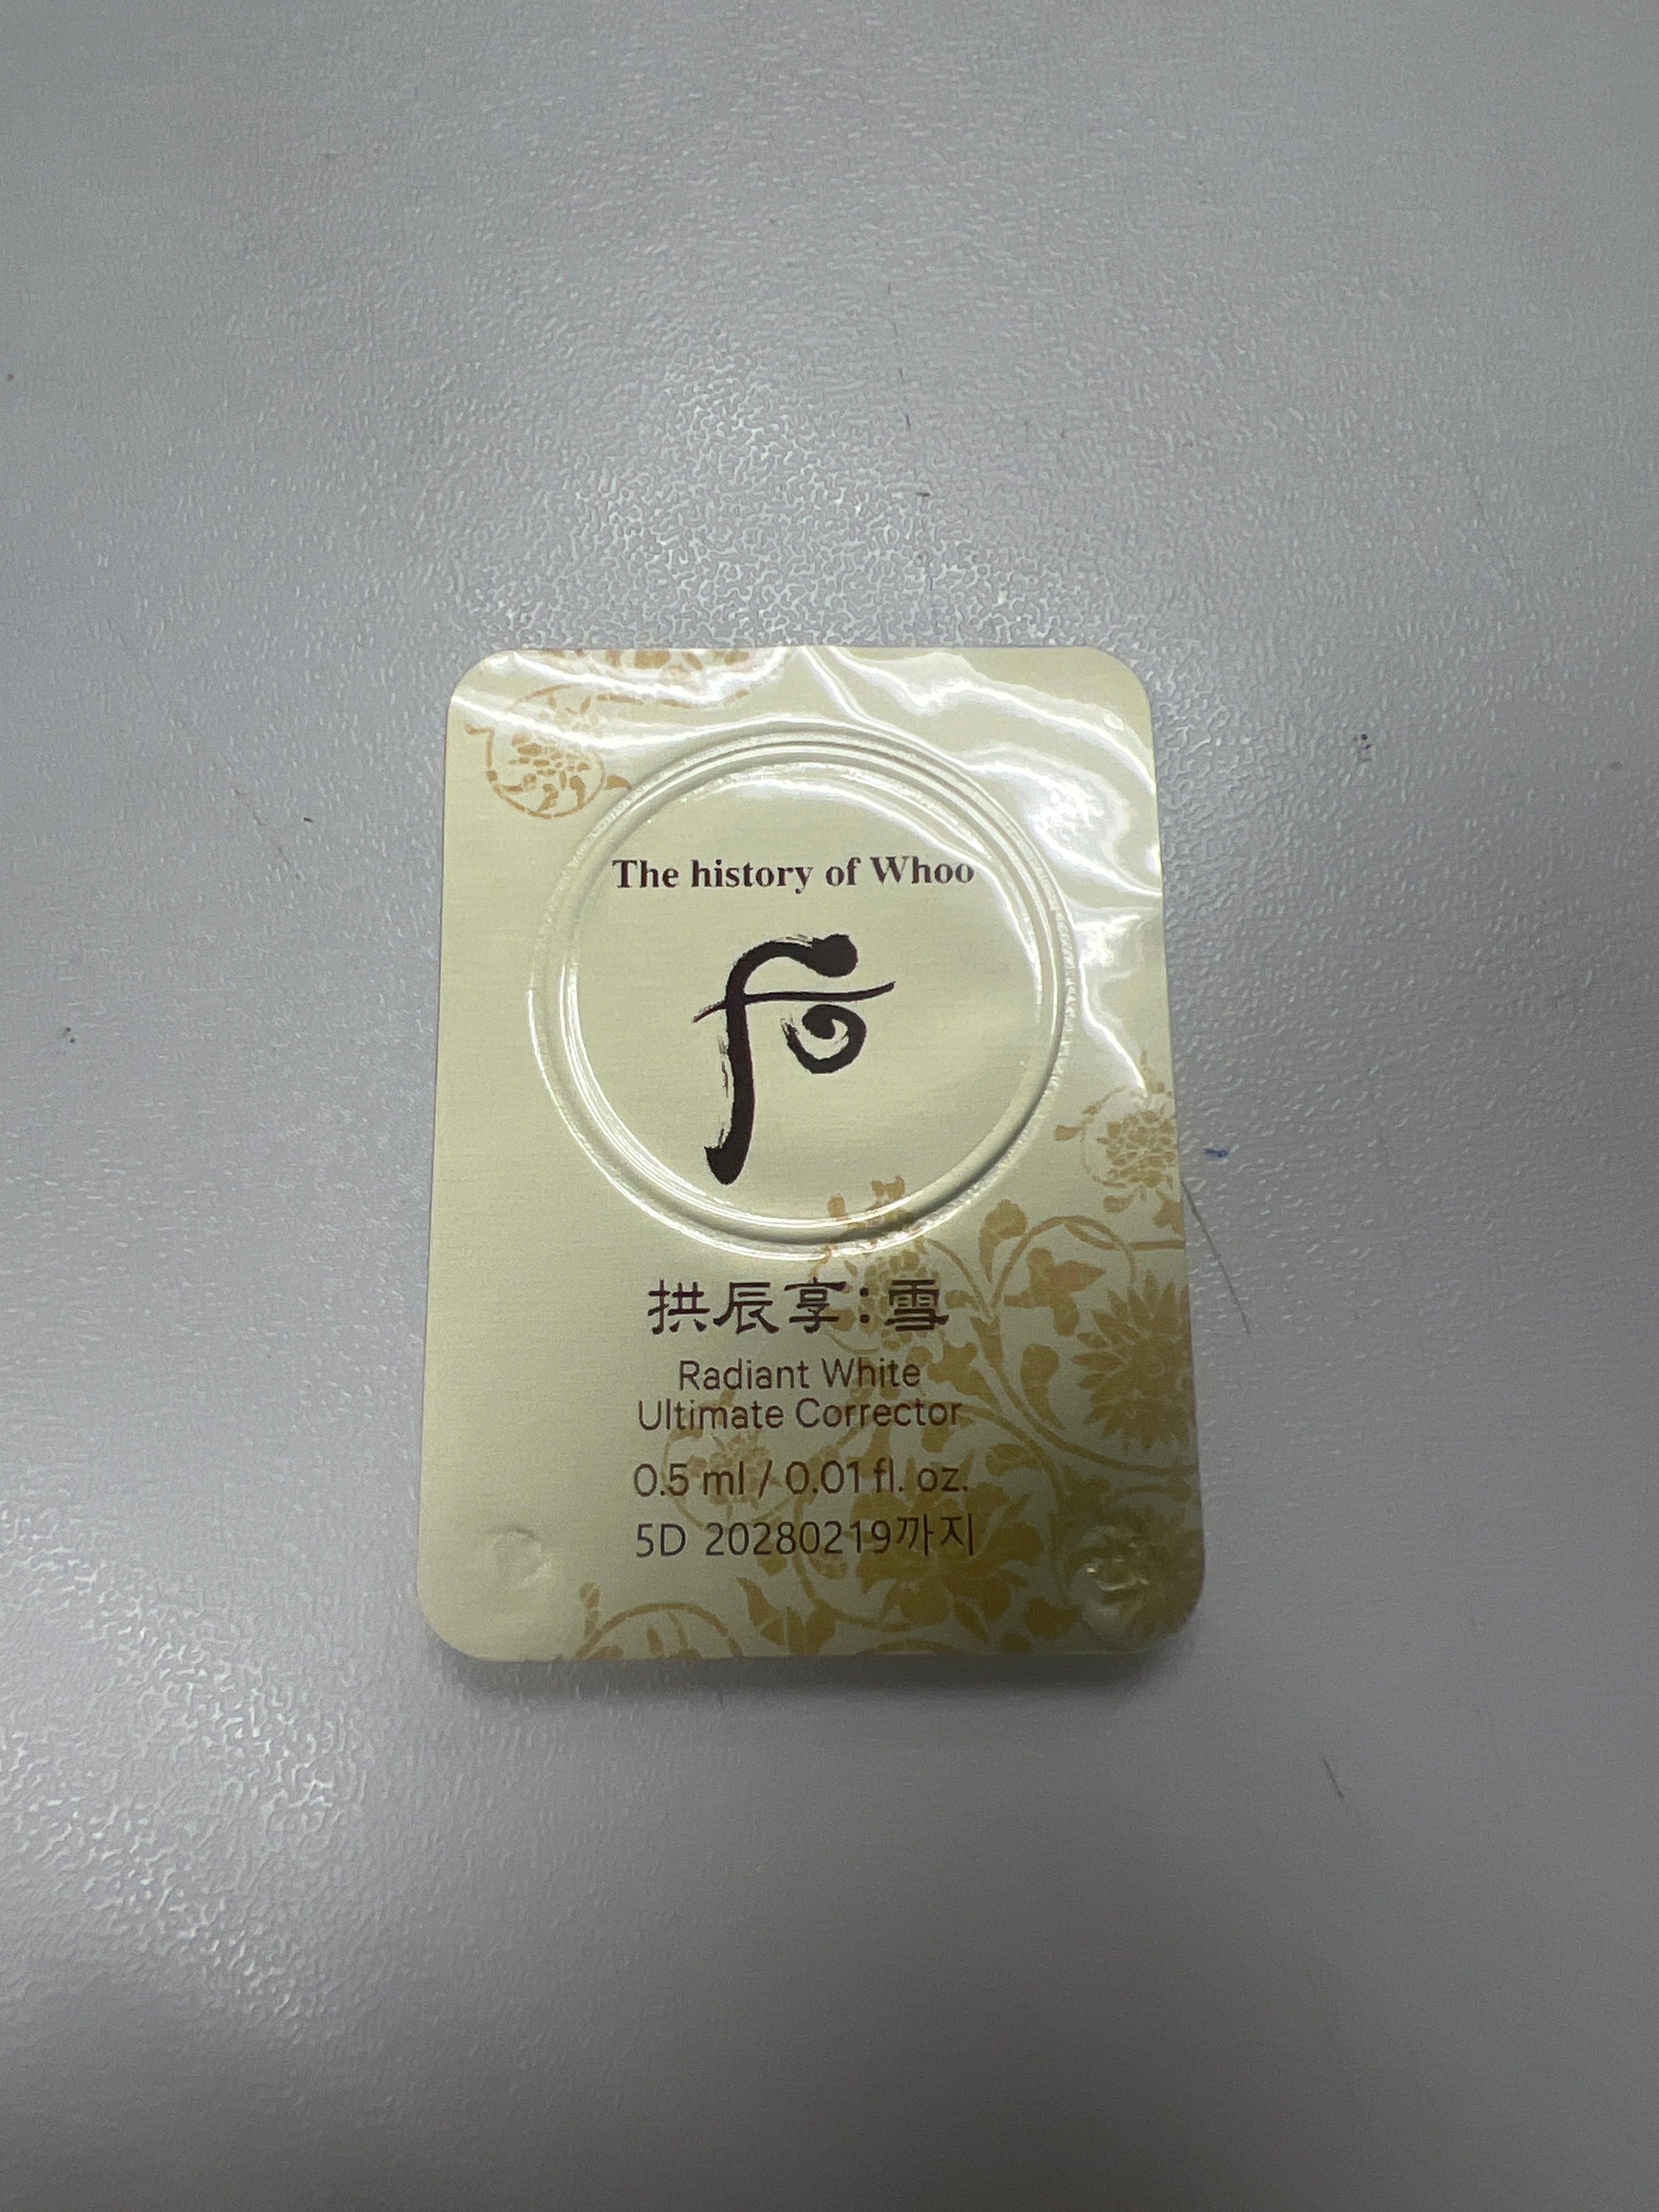 The history of Whoo
后
拱辰享:雪
Radiant White
Ultimate Corrector
0.5 ml / 0.01 fl. oz.
5D 20280219까지